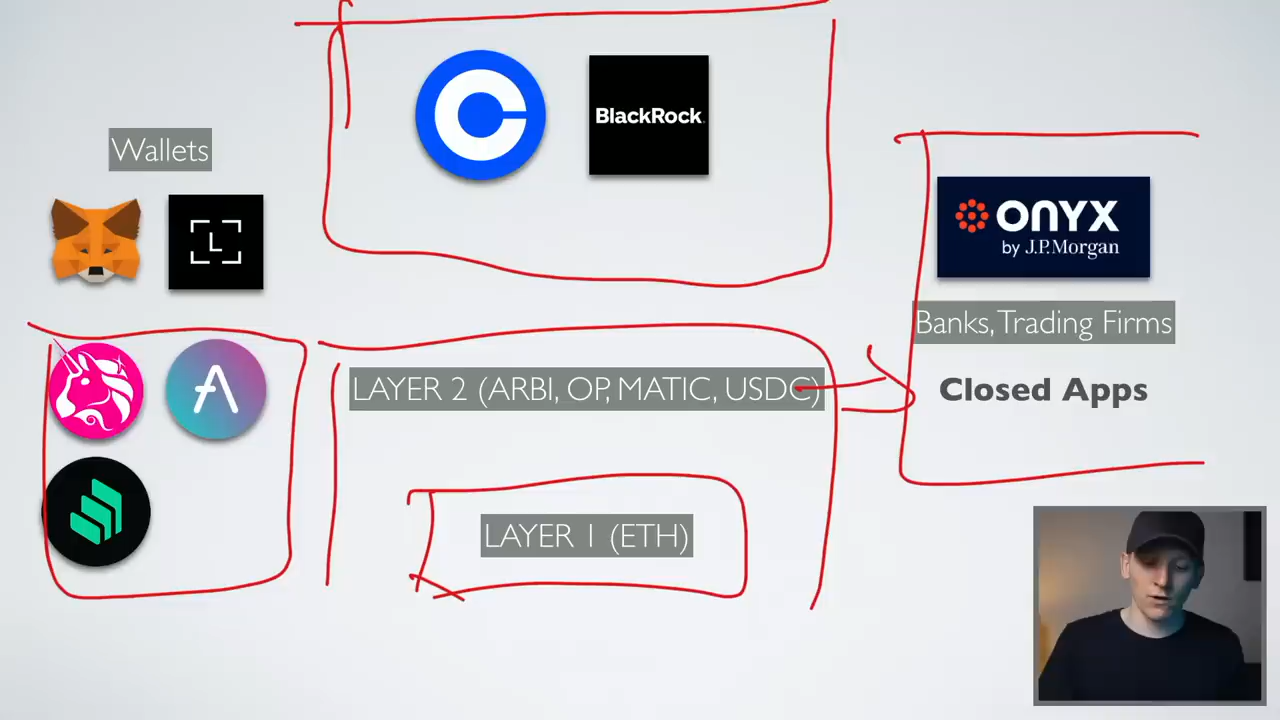 BlackRock.
Wallets
L
ONYX
by J.P.Morgan
Banks, Trading Firms
LAYER 2 (ARBI, OP, MATIC, USDC)
Closed Apps
LAYER 1 (ETH)